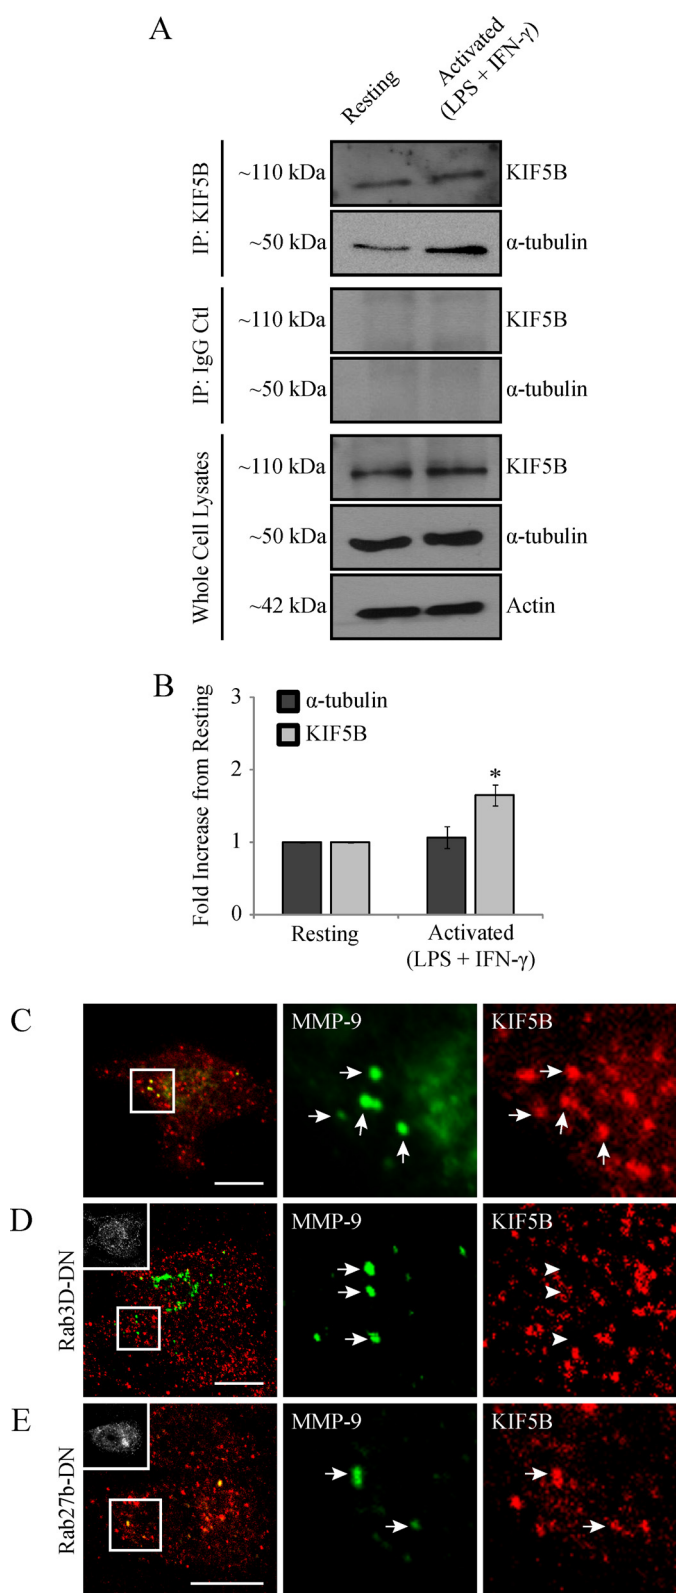 A
Resting
Activated
(LPS + IFN-γ)
IP: KIF5B
~110 kDa
KIF5B
~50 kDa
α-tubulin
IP: IgG Ctl
~110 kDa
KIF5B
~50 kDa
α-tubulin
Whole Cell Lysates
~110 kDa
KIF5B
~50 kDa
α-tubulin
~42 kDa
Actin
B
Fold Increase from Resting
3
2
1
0
α-tubulin
KIF5B
*
Resting
Activated
(LPS + IFN-γ)
C
MMP-9
KIF5B
D
Rab3D-DN
MMP-9
KIF5B
E
Rab27b-DN
MMP-9
KIF5B